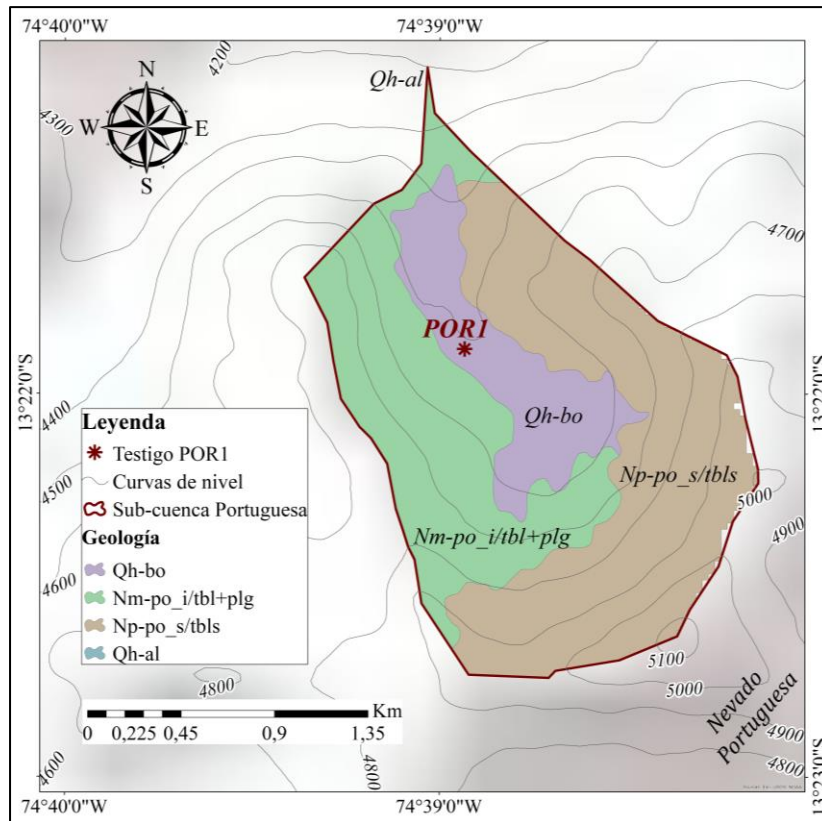 74°40'0"W 74°39'0"W
4200
Qh-al
N
4300
W E
S
4700
POR1
13°22'0"S
13°22'0"S
4400
Leyenda
Testigo POR1
Curvas de nivel
Sub-cuenca Portuguesa
Geología
Qh-bo
Nm-po_i/tbl+plg
Np-po_s/tbls
Qh-al
Qh-bo
Np-po_s/tbls
Nm-po_i/tbl+plg
4500
5000
4900
4600
5100
5000
4800
Nevado
Portuguesa
Km
0 0,225 0,45 0,9 1,35
4900
4800
4600
4800
13°23'0"S
74°40'0"W 74°39'0"W